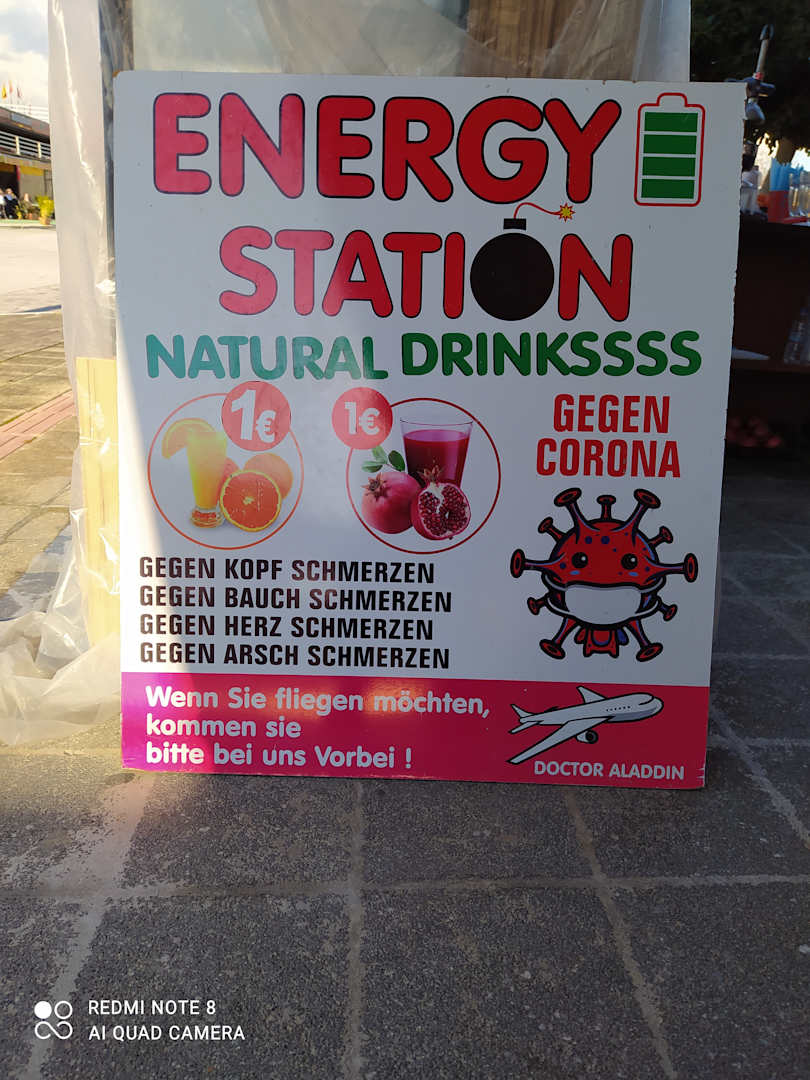 ENERGY
STATION
NATURAL DRINKSSSS
1€
1€
GEGEN
CORONA
GEGEN KOPF SCHMERZEN
GEGEN BAUCH SCHMERZEN
GEGEN HERZ SCHMERZEN
GEGEN ARSCH SCHMERZEN
Wenn Sie fliegen möchten,
kommen sie
bitte bei uns Vorbei !
DOCTOR ALADDIN
REDMI NOTE 8
AI QUAD CAMERA